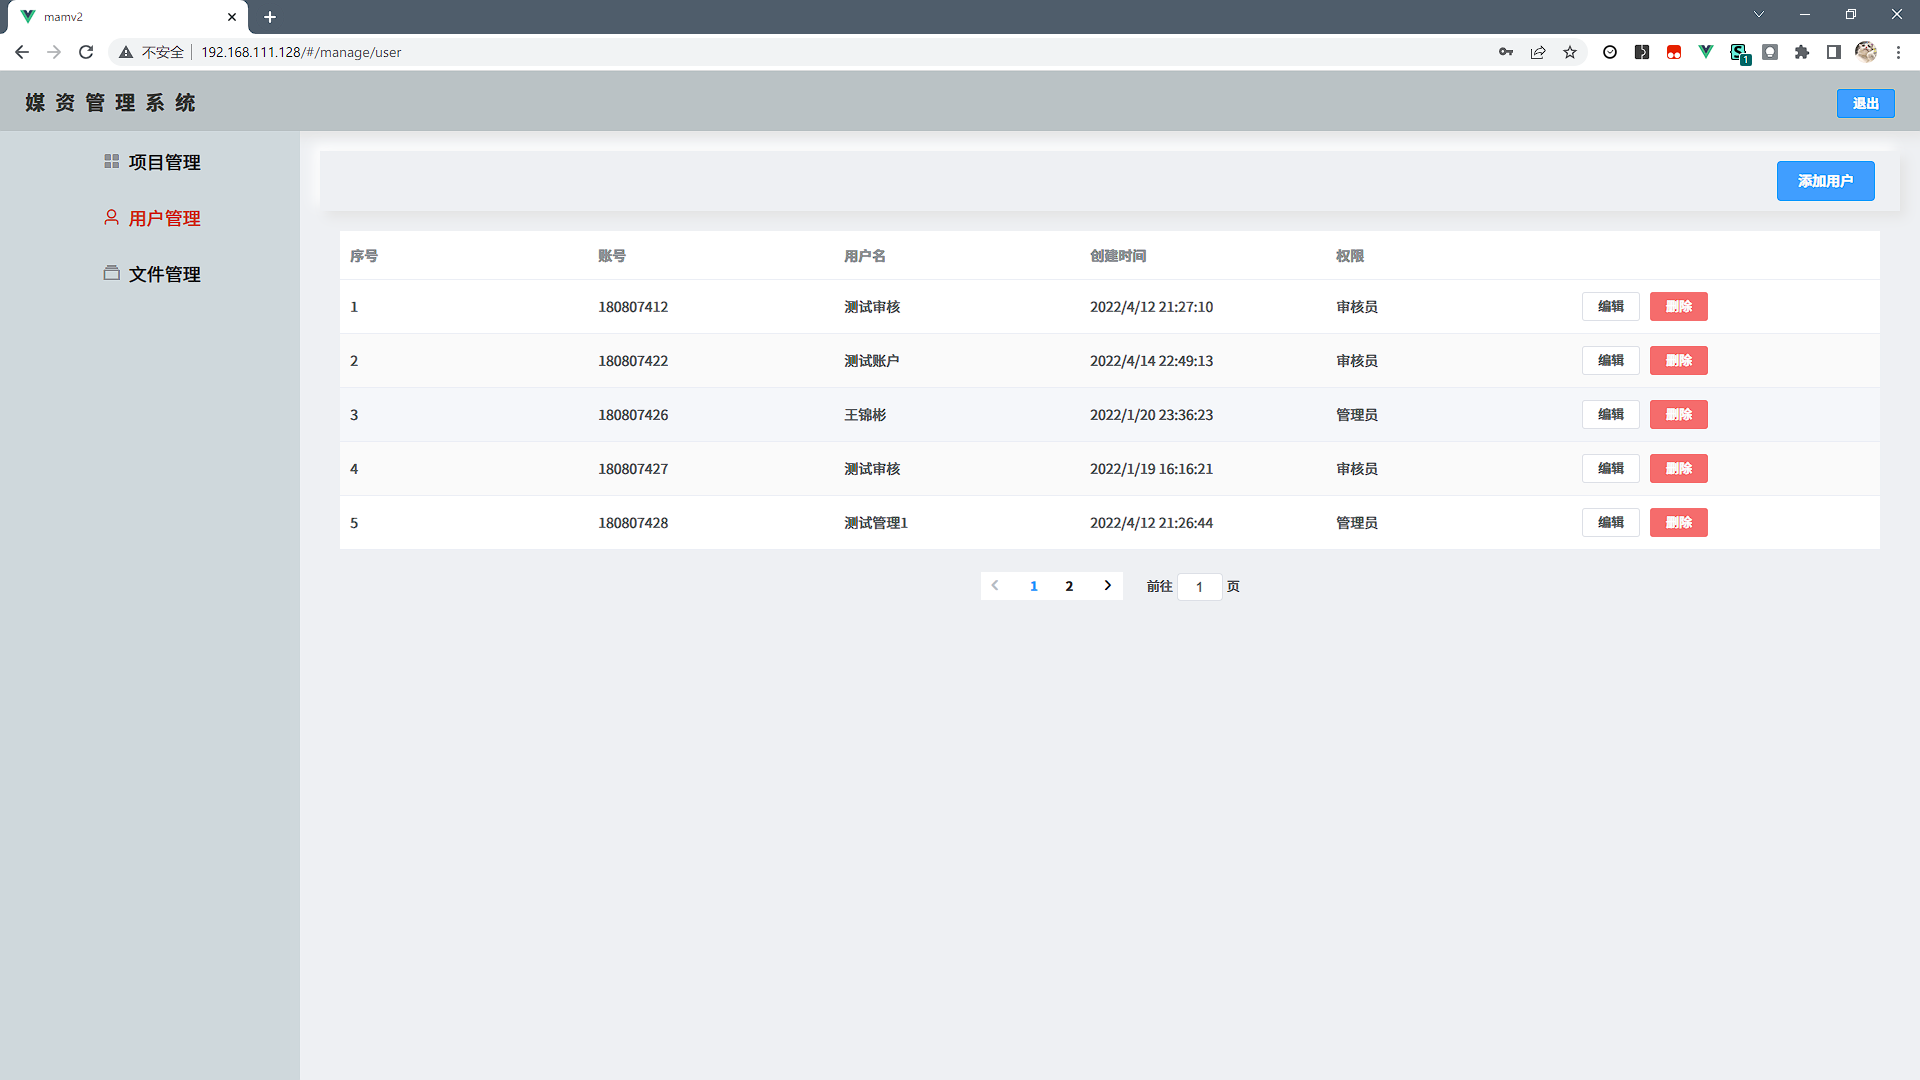 mamv2
不安全 192.168.111.128/#/manage/user
1
媒资管理系统
退出
项目管理
用户管理
文件管理
添加用户
序号 账号 用户名 创建时间 权限
1 180807412 测试审核 2022/4/12 21:27:10 审核员 编辑 删除
2 180807422 测试账户 2022/4/14 22:49:13 审核员 编辑 删除
3 180807426 王锦彬 2022/1/20 23:36:23 管理员 编辑 删除
4 180807427 测试审核 2022/1/19 16:16:21 审核员 编辑 删除
5 180807428 测试管理1 2022/4/12 21:26:44 管理员 编辑 删除
1 2 前往 1 页